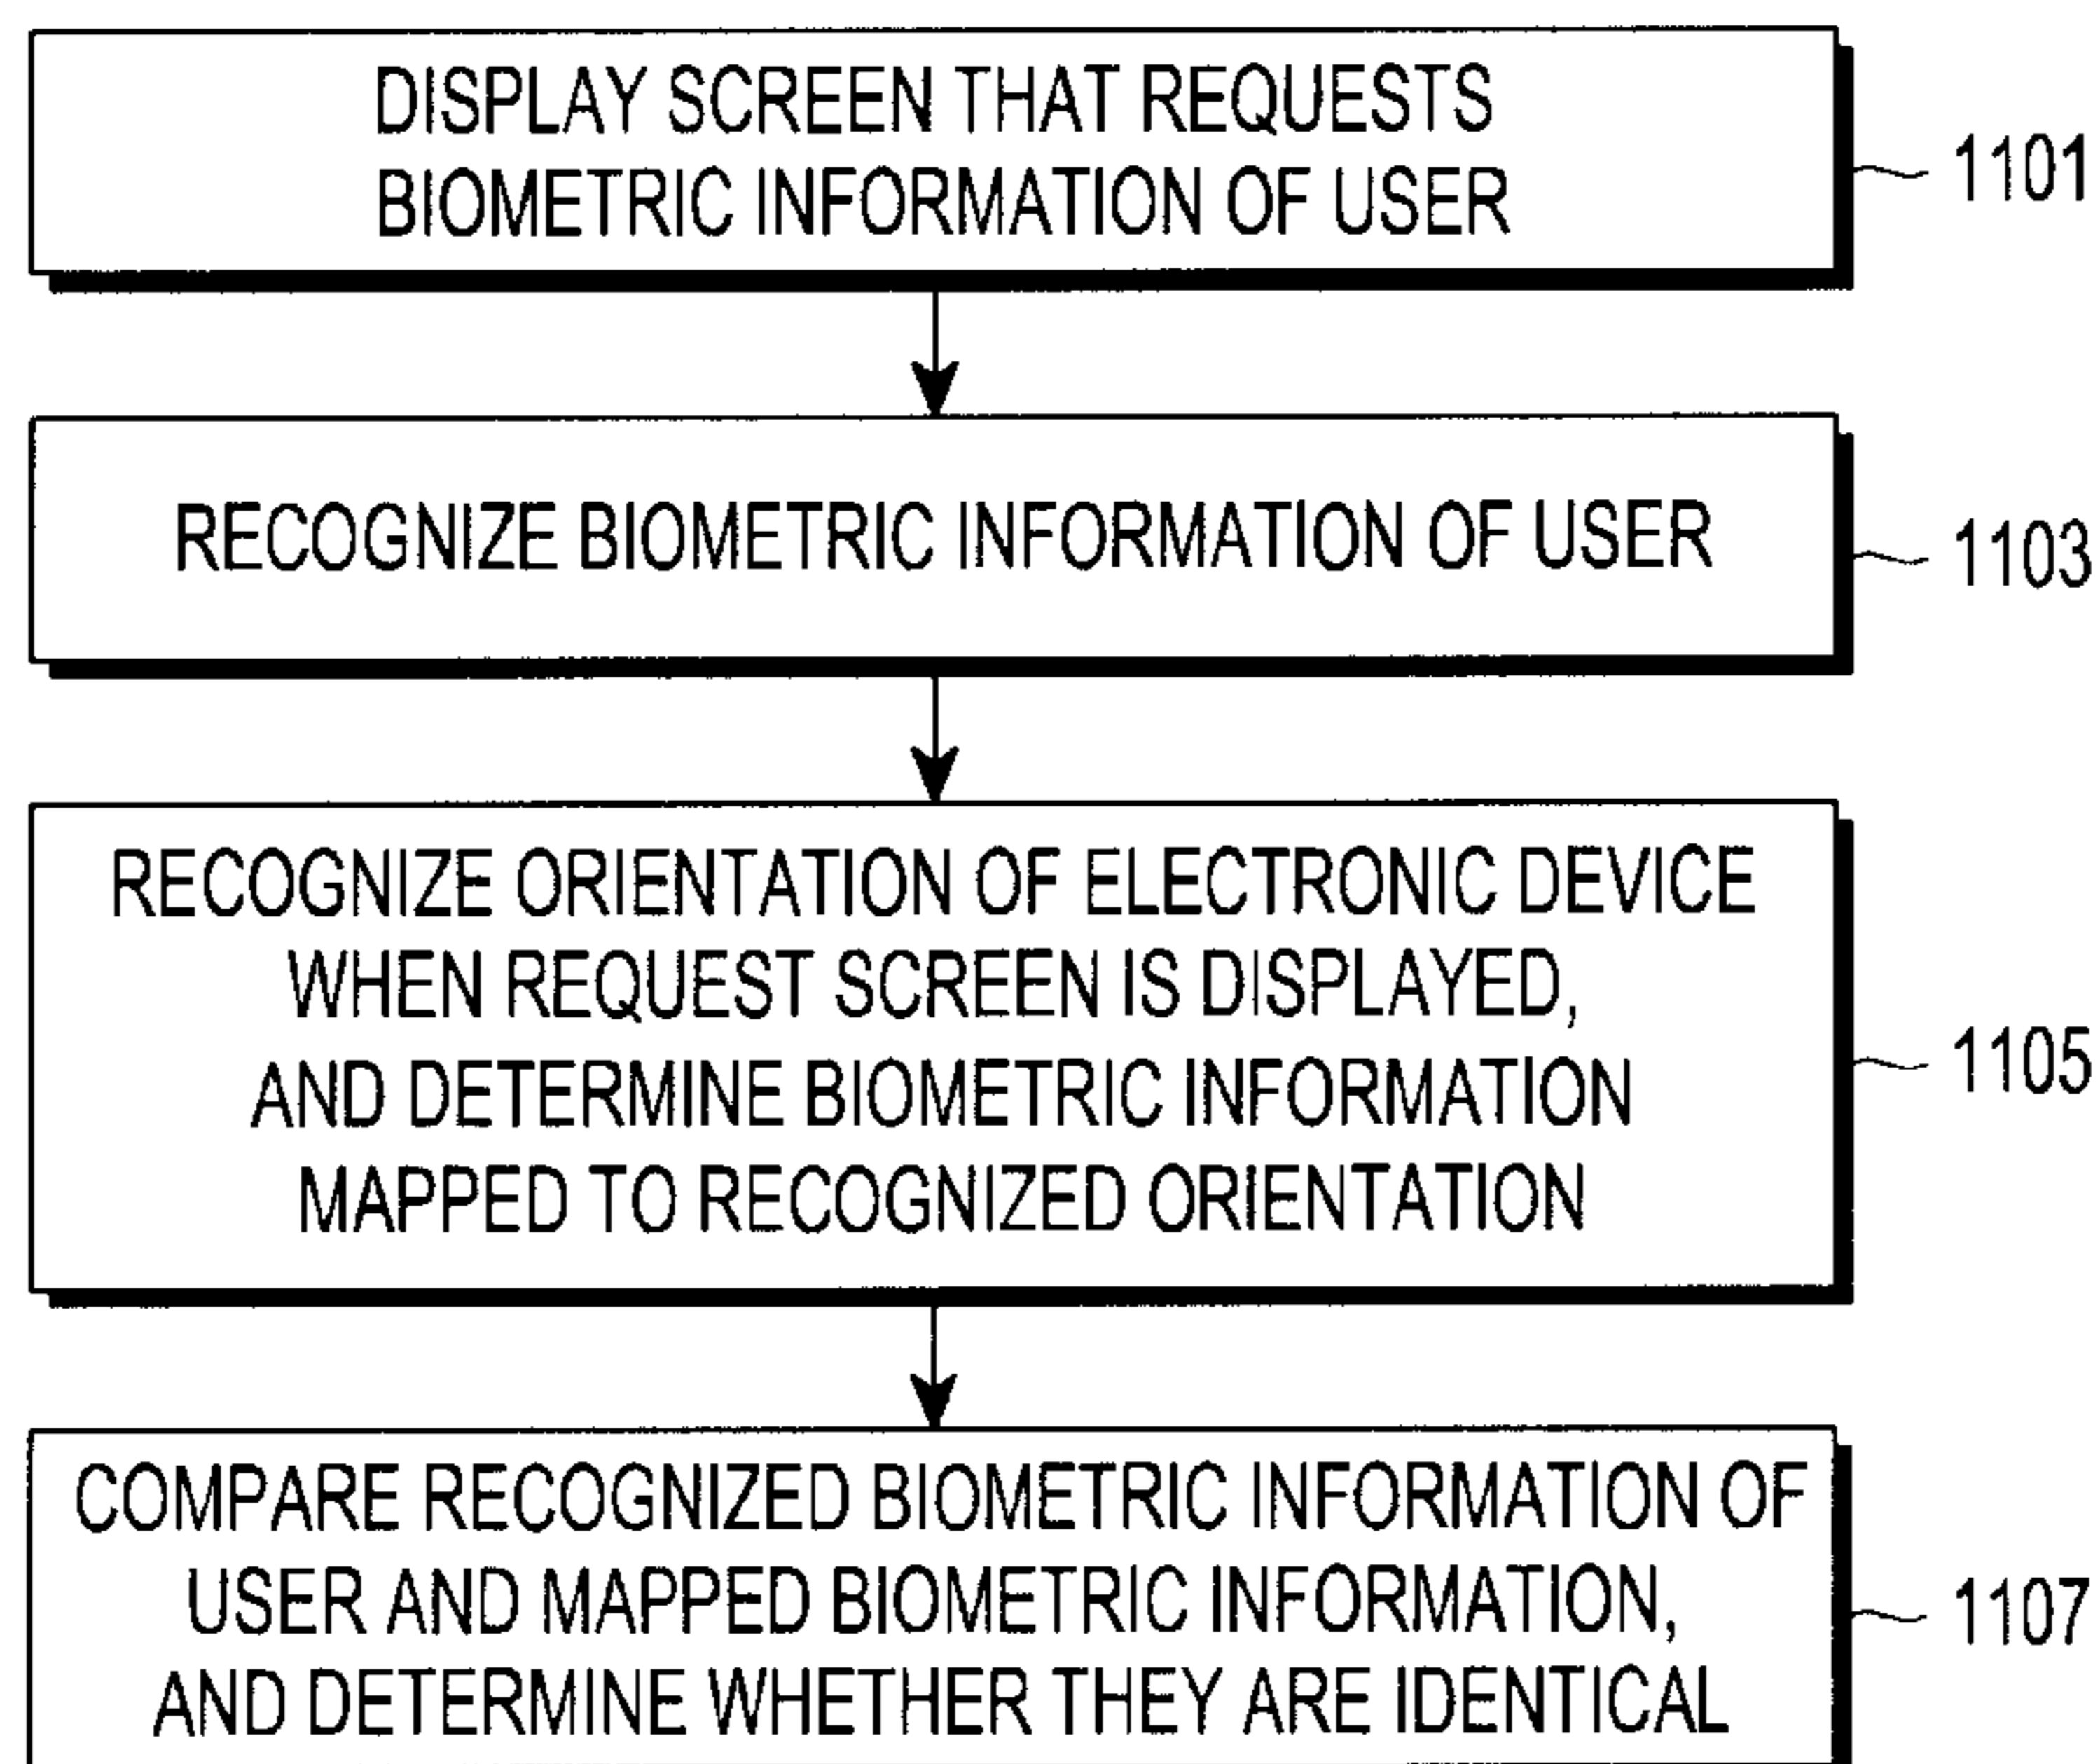 DISPLAY SCREEN THAT REQUESTS
BIOMETRIC INFORMATION OF USER
1101
RECOGNIZE BIOMETRIC INFORMATION OF USER
1103
RECOGNIZE ORIENTATION OF ELECTRONIC DEVICE
WHEN REQUEST SCREEN IS DISPLAYED,
AND DETERMINE BIOMETRIC INFORMATION
MAPPED TO RECOGNIZED ORIENTATION
1105
COMPARE RECOGNIZED BIOMETRIC INFORMATION OF
USER AND MAPPED BIOMETRIC INFORMATION,
AND DETERMINE WHETHER THEY ARE IDENTICAL
1107